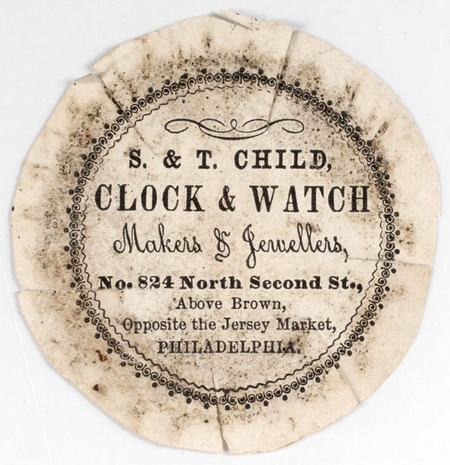 S. & T. CHILD,
CLOCK & WATCH
Makers & Jewellers,
No. 824 North Second St.,
Above Brown,
Opposite the Jersey Market,
PHILADELPHIA.